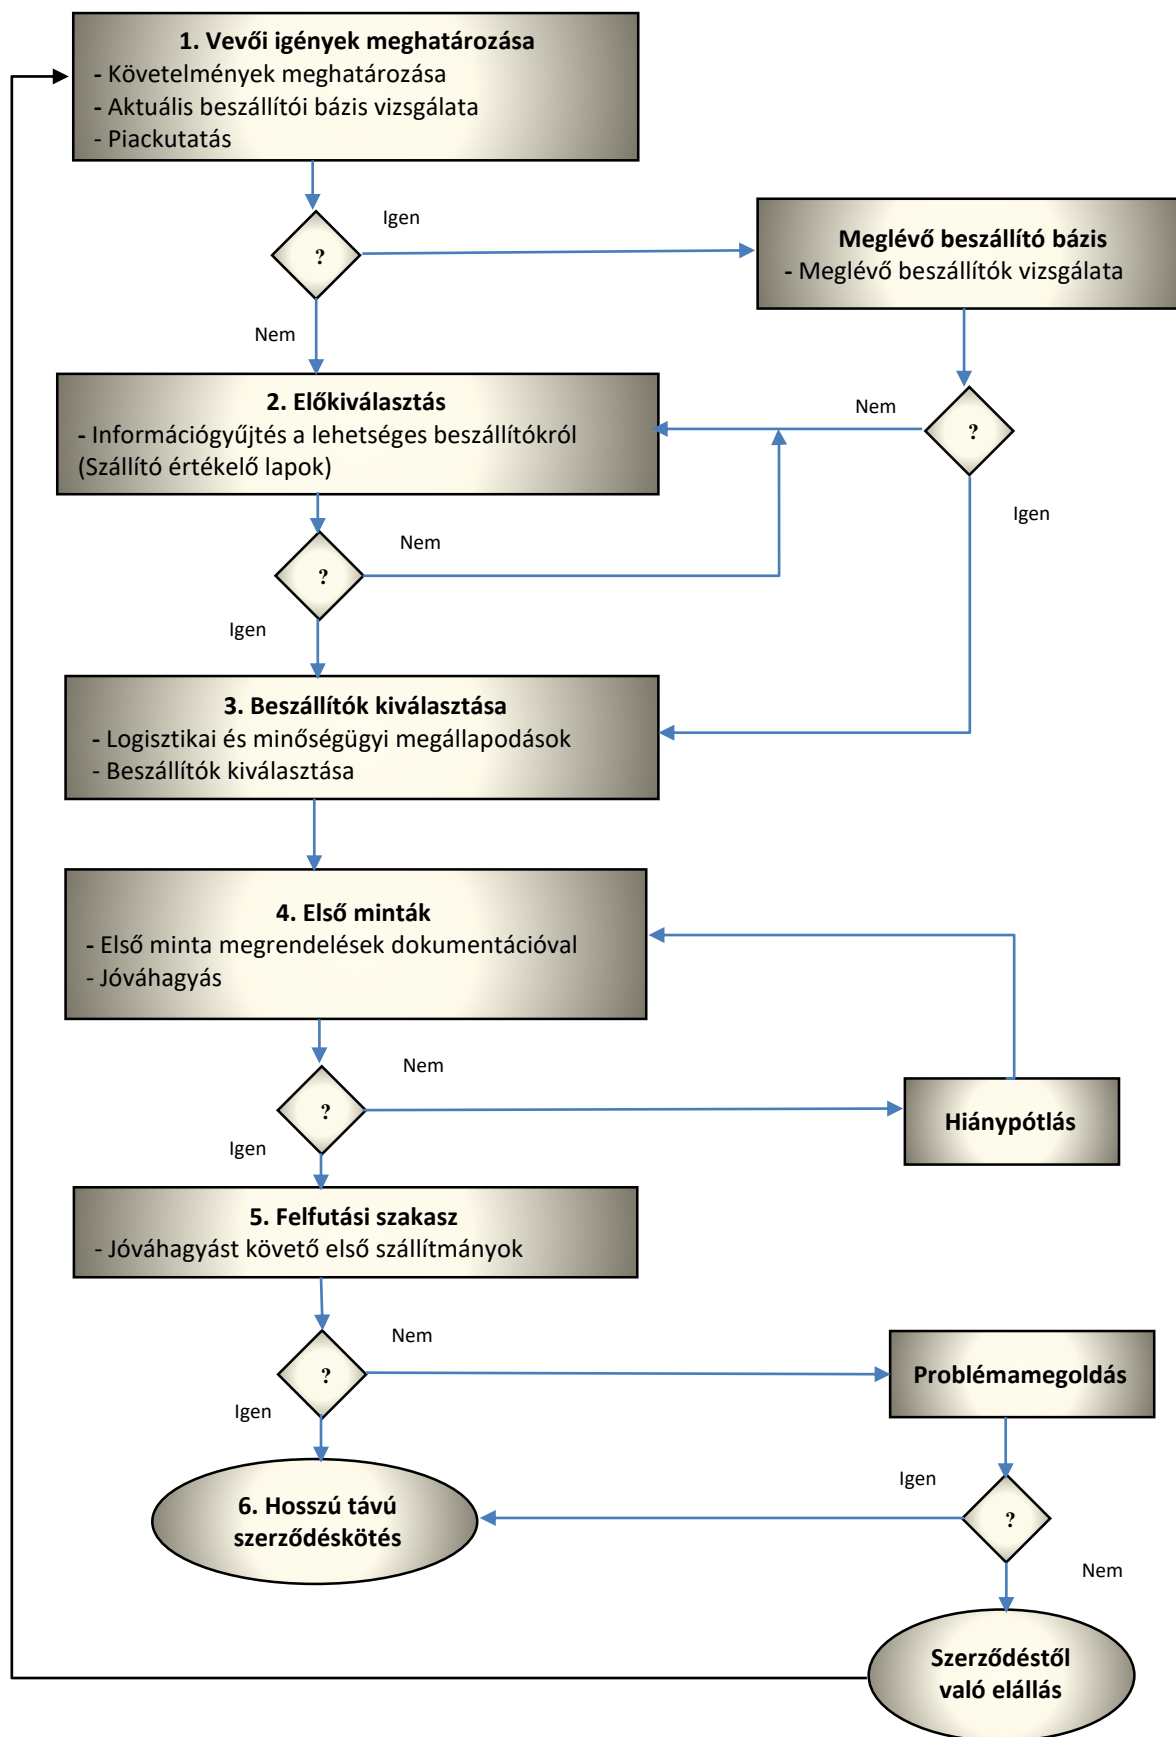 1. Vevői igények meghatározása
- Követelmények meghatározása
- Aktuális beszállítói bázis vizsgálata
- Piackutatás
Igen
?
Meglévő beszállító bázis
- Meglévő beszállítók vizsgálata
Nem
2. Előkiválasztás
- Információgyűjtés a lehetséges beszállítókról
(Szállító értékelő lapok)
Nem
?
Igen
Nem
?
Igen
3. Beszállítók kiválasztása
- Logisztikai és minőségügyi megállapodások
- Beszállítók kiválasztása
4. Első minták
- Első minta megrendelések dokumentációval
- Jóváhagyás
Nem
?
Hiánypótlás
Igen
5. Felfutási szakasz
- Jóváhagyást követő első szállítmányok
Nem
?
Problémamegoldás
Igen
Igen
6. Hosszú távú
szerződéskötés
?
Nem
Szerződéstől
való elállás